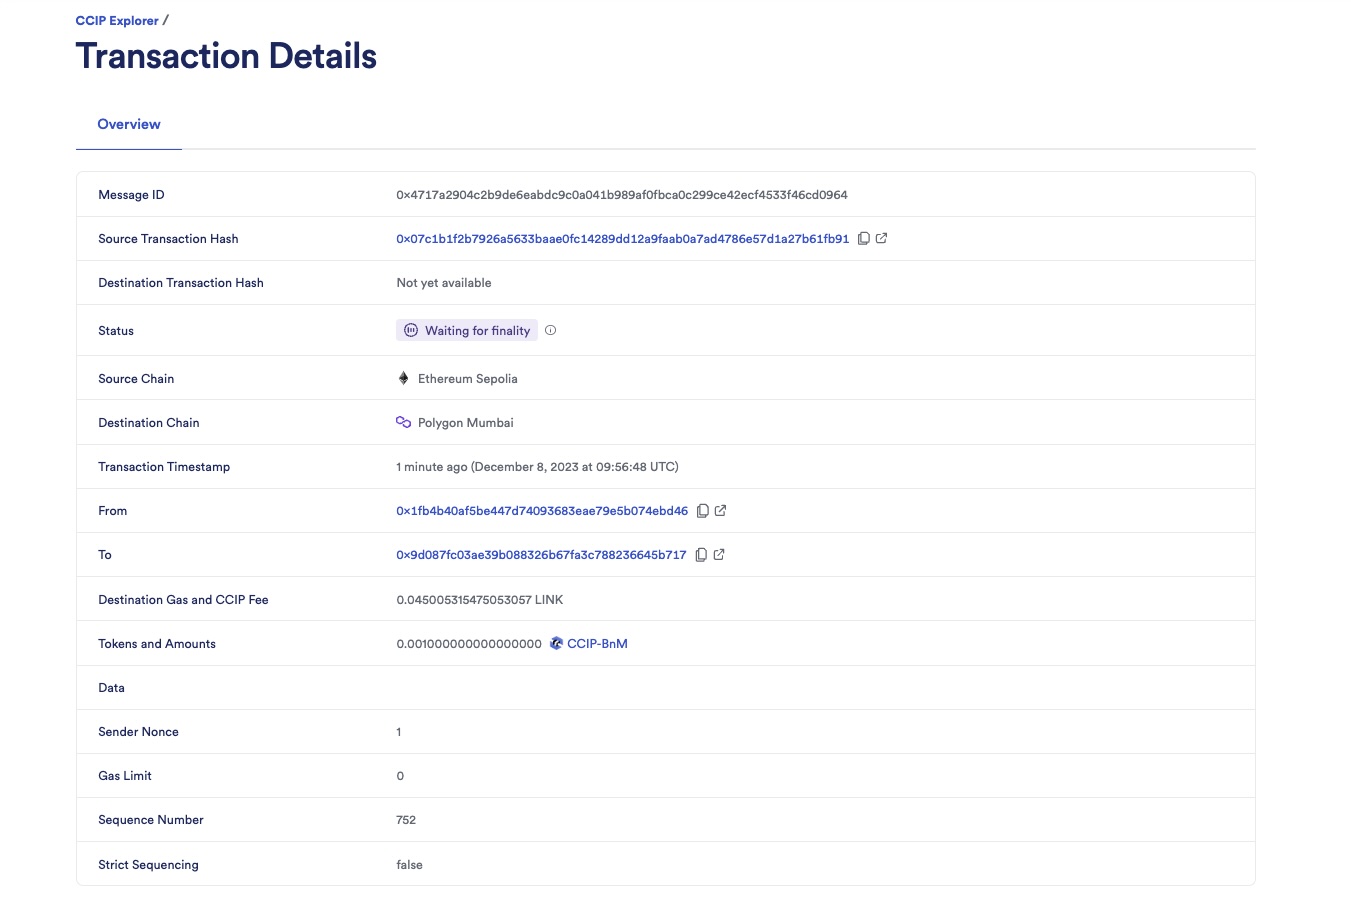 CCIP Explorer /
Transaction Details
Overview
Message ID 0x4717a2904c2b9de6eabdc9c0a041b989af0fbca0c299ce42ecf4533f46cd0964
Source Transaction Hash 0x07c1b1f2b7926a5633baae0fc14289dd12a9faab0a7ad4786e57d1a27b61fb91
Destination Transaction Hash Not yet available
Status Waiting for finality
Source Chain Ethereum Sepolia
Destination Chain Polygon Mumbai
Transaction Timestamp 1 minute ago (December 8, 2023 at 09:56:48 UTC)
From 0x1fb4b40af5be447d74093683eae79e5b074ebd46
To 0x9d087fc03ae39b088326b67fa3c788236645b717
Destination Gas and CCIP Fee 0.045005315475053057 LINK
Tokens and Amounts 0.001000000000000000 CCIP-BnM
Data
Sender Nonce 1
Gas Limit 0
Sequence Number 752
Strict Sequencing false